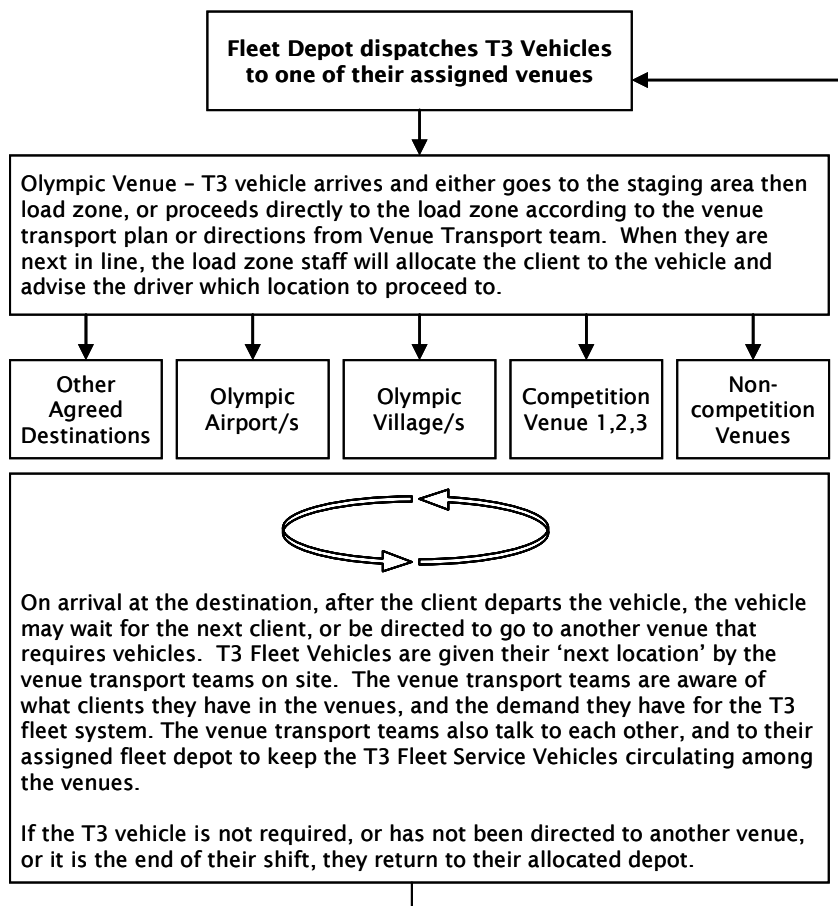 Fleet Depot dispatches T3 Vehicles
to one of their assigned venues
Olympic Venue – T3 vehicle arrives and either goes to the staging area then
load zone, or proceeds directly to the load zone according to the venue
transport plan or directions from Venue Transport team.  When they are
next in line, the load zone staff will allocate the client to the vehicle and
advise the driver which location to proceed to.
Other
Agreed
Destinations
Olympic
Airport/s
Olympic
Village/s
Competition
Venue 1,2,3
Non-
competition
Venues
On arrival at the destination, after the client departs the vehicle, the vehicle
may wait for the next client, or be directed to go to another venue that
requires vehicles.  T3 Fleet Vehicles are given their ‘next location’ by the
venue transport teams on site.  The venue transport teams are aware of
what clients they have in the venues, and the demand they have for the T3
fleet system. The venue transport teams also talk to each other, and to their
assigned fleet depot to keep the T3 Fleet Service Vehicles circulating among
the venues.
If the T3 vehicle is not required, or has not been directed to another venue,
or it is the end of their shift, they return to their allocated depot.